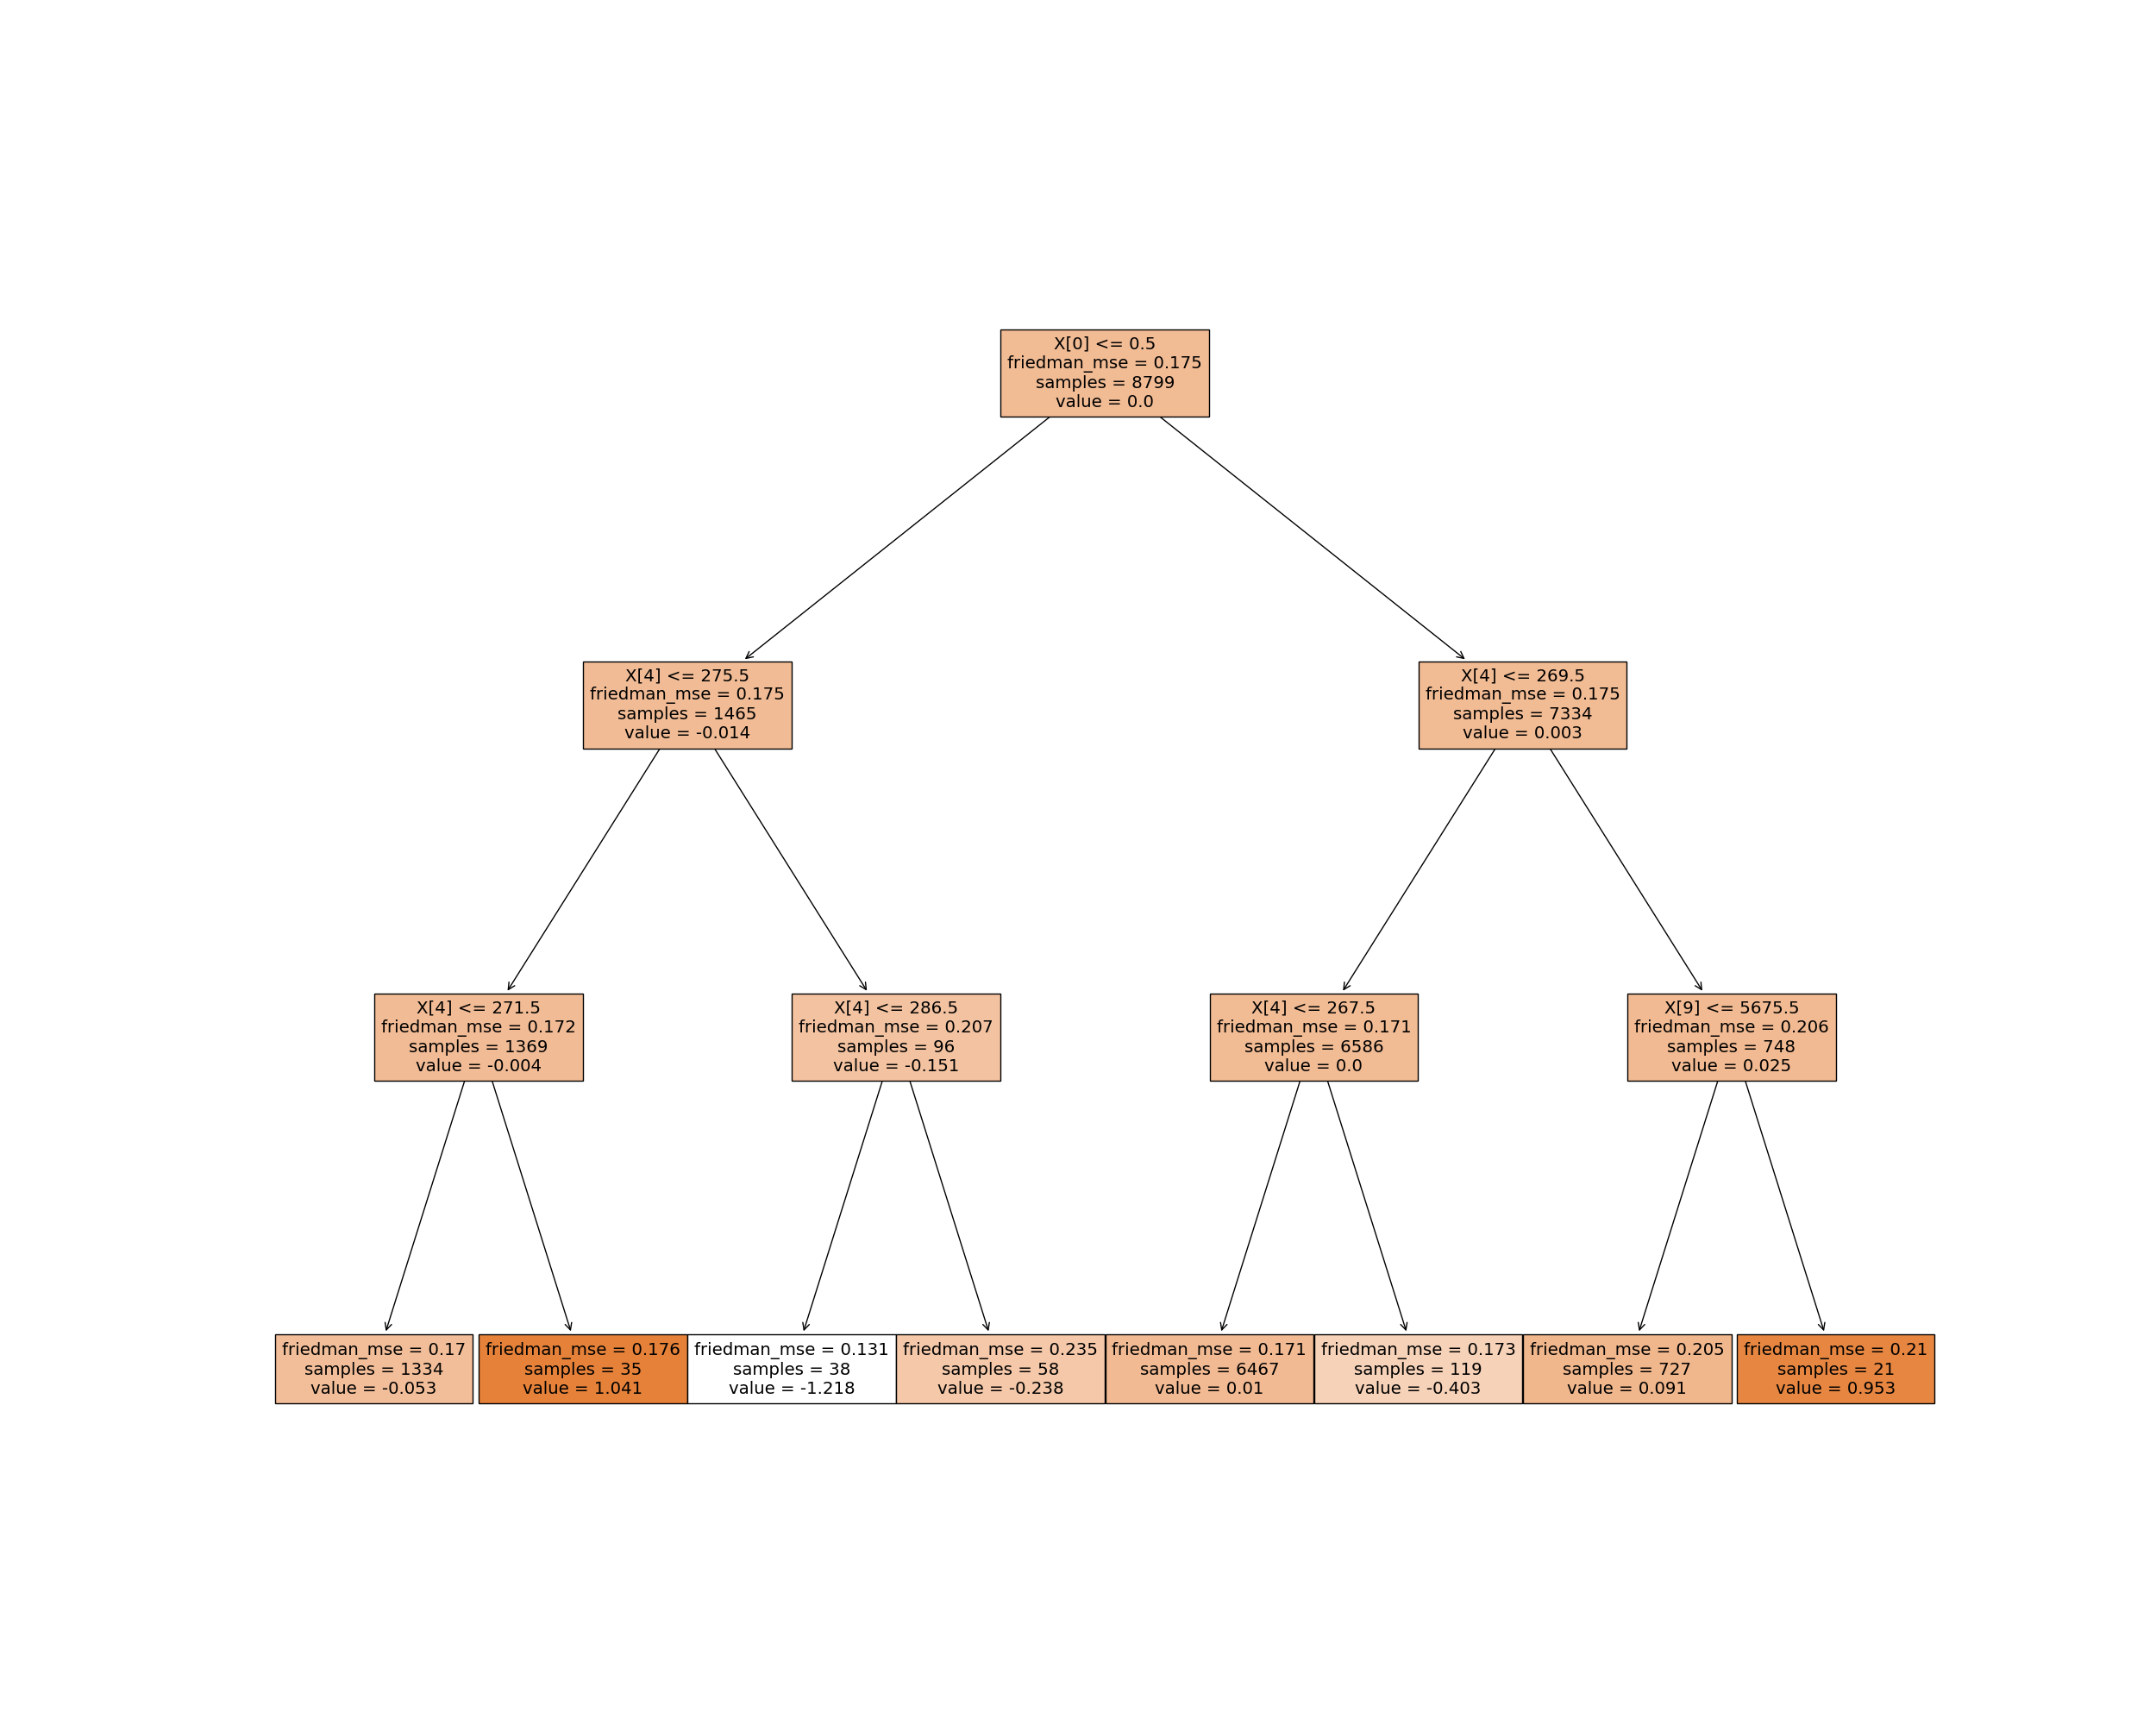 X[0] <= 0.5
friedman_mse = 0.175
samples = 8799
value = 0.0
X[4] <= 275.5
friedman_mse = 0.175
samples = 1465
value = -0.014
X[4] <= 269.5
friedman_mse = 0.175
samples = 7334
value = 0.003
X[4] <= 271.5
friedman_mse = 0.172
samples = 1369
value = -0.004
X[4] <= 286.5
friedman_mse = 0.207
samples = 96
value = -0.151
X[4] <= 267.5
friedman_mse = 0.171
samples = 6586
value = 0.0
X[9] <= 5675.5
friedman_mse = 0.206
samples = 748
value = 0.025
friedman_mse = 0.17
samples = 1334
value = -0.053
friedman_mse = 0.176
samples = 35
value = 1.041
friedman_mse = 0.131
samples = 38
value = -1.218
friedman_mse = 0.235
samples = 58
value = -0.238
friedman_mse = 0.171
samples = 6467
value = 0.01
friedman_mse = 0.173
samples = 119
value = -0.403
friedman_mse = 0.205
samples = 727
value = 0.091
friedman_mse = 0.21
samples = 21
value = 0.953